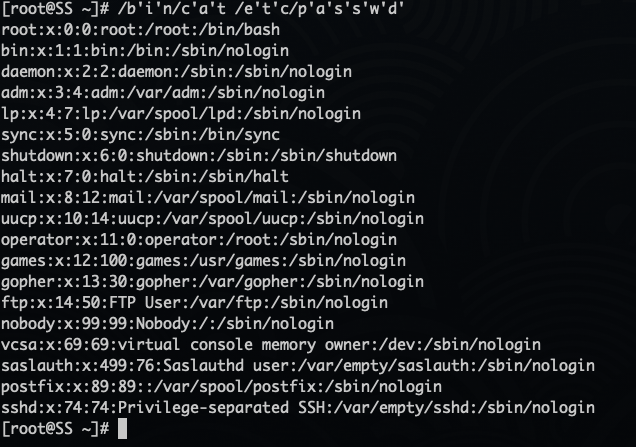 [root@SS ~]# /b'i'n/c'a't /e't'c/p'a's's'w'd'
root:x:0:0:root:/root:/bin/bash
bin:x:1:1:bin:/bin:/sbin/nologin
daemon:x:2:2:daemon:/sbin:/sbin/nologin
adm:x:3:4:adm:/var/adm:/sbin/nologin
lp:x:4:7:lp:/var/spool/lpd:/sbin/nologin
sync:x:5:0:sync:/sbin:/bin/sync
shutdown:x:6:0:shutdown:/sbin:/sbin/shutdown
halt:x:7:0:halt:/sbin:/sbin/halt
mail:x:8:12:mail:/var/spool/mail:/sbin/nologin
uucp:x:10:14:uucp:/var/spool/uucp:/sbin/nologin
operator:x:11:0:operator:/root:/sbin/nologin
games:x:12:100:games:/usr/games:/sbin/nologin
gopher:x:13:30:gopher:/var/gopher:/sbin/nologin
ftp:x:14:50:FTP User:/var/ftp:/sbin/nologin
nobody:x:99:99:Nobody:/:/sbin/nologin
vcsa:x:69:69:virtual console memory owner:/dev:/sbin/nologin
saslauth:x:499:76:Saslauthd user:/var/empty/saslauth:/sbin/nologin
postfix:x:89:89::/var/spool/postfix:/sbin/nologin
sshd:x:74:74:Privilege-separated SSH:/var/empty/sshd:/sbin/nologin
[root@SS ~]#